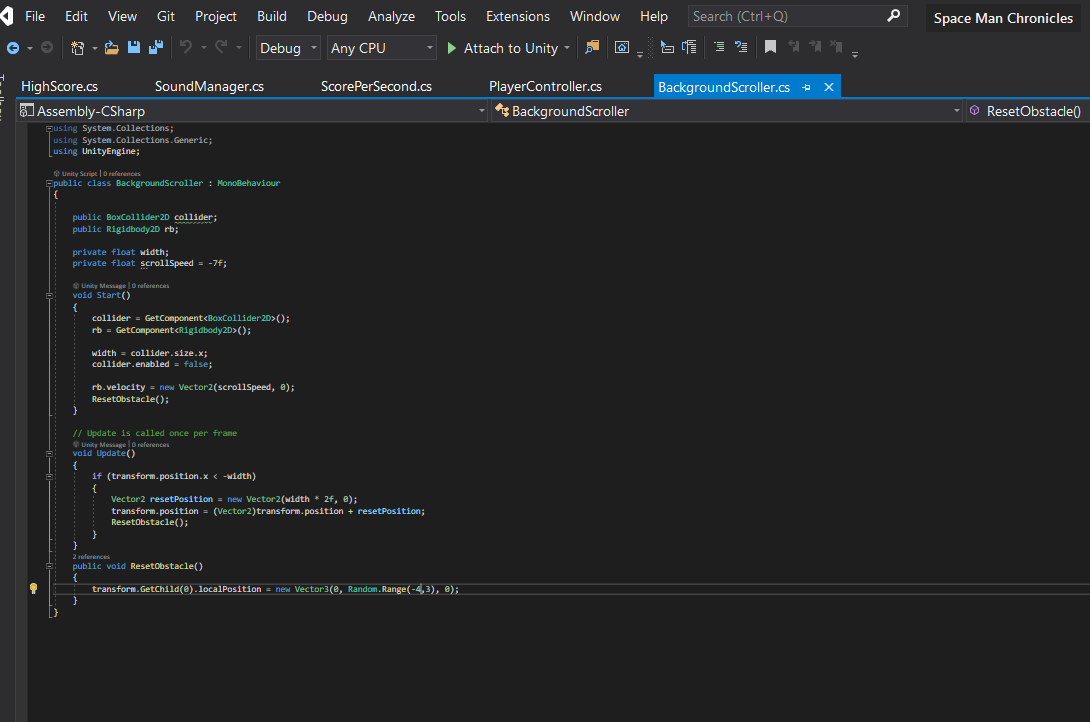 File Edit View Git Project Build Debug Analyze Tools Extensions Window Help Search (Ctrl+Q) Space Man Chronicles
Debug Any CPU Attach to Unity
HighScore.cs SoundManager.cs ScorePerSecond.cs PlayerController.cs BackgroundScroller.cs
Assembly-CSharp BackgroundScroller ResetObstacle()
using System.Collections;
using System.Collections.Generic;
using UnityEngine;
Unity Script | 0 references
public class BackgroundScroller : MonoBehaviour
{
public BoxCollider2D collider;
public Rigidbody2D rb;
private float width;
private float scrollSpeed = -7f;
Unity Message | 0 references
void Start()
{
collider = GetComponent<BoxCollider2D>();
rb = GetComponent<Rigidbody2D>();
width = collider.size.x;
collider.enabled = false;
rb.velocity = new Vector2(scrollSpeed, 0);
ResetObstacle();
}
// Update is called once per frame
Unity Message | 0 references
void Update()
{
if (transform.position.x < -width)
{
Vector2 resetPosition = new Vector2(width * 2f, 0);
transform.position = (Vector2)transform.position + resetPosition;
ResetObstacle();
}
}
2 references
public void ResetObstacle()
{
transform.GetChild(0).localPosition = new Vector3(0, Random.Range(-4,3), 0);
}
}